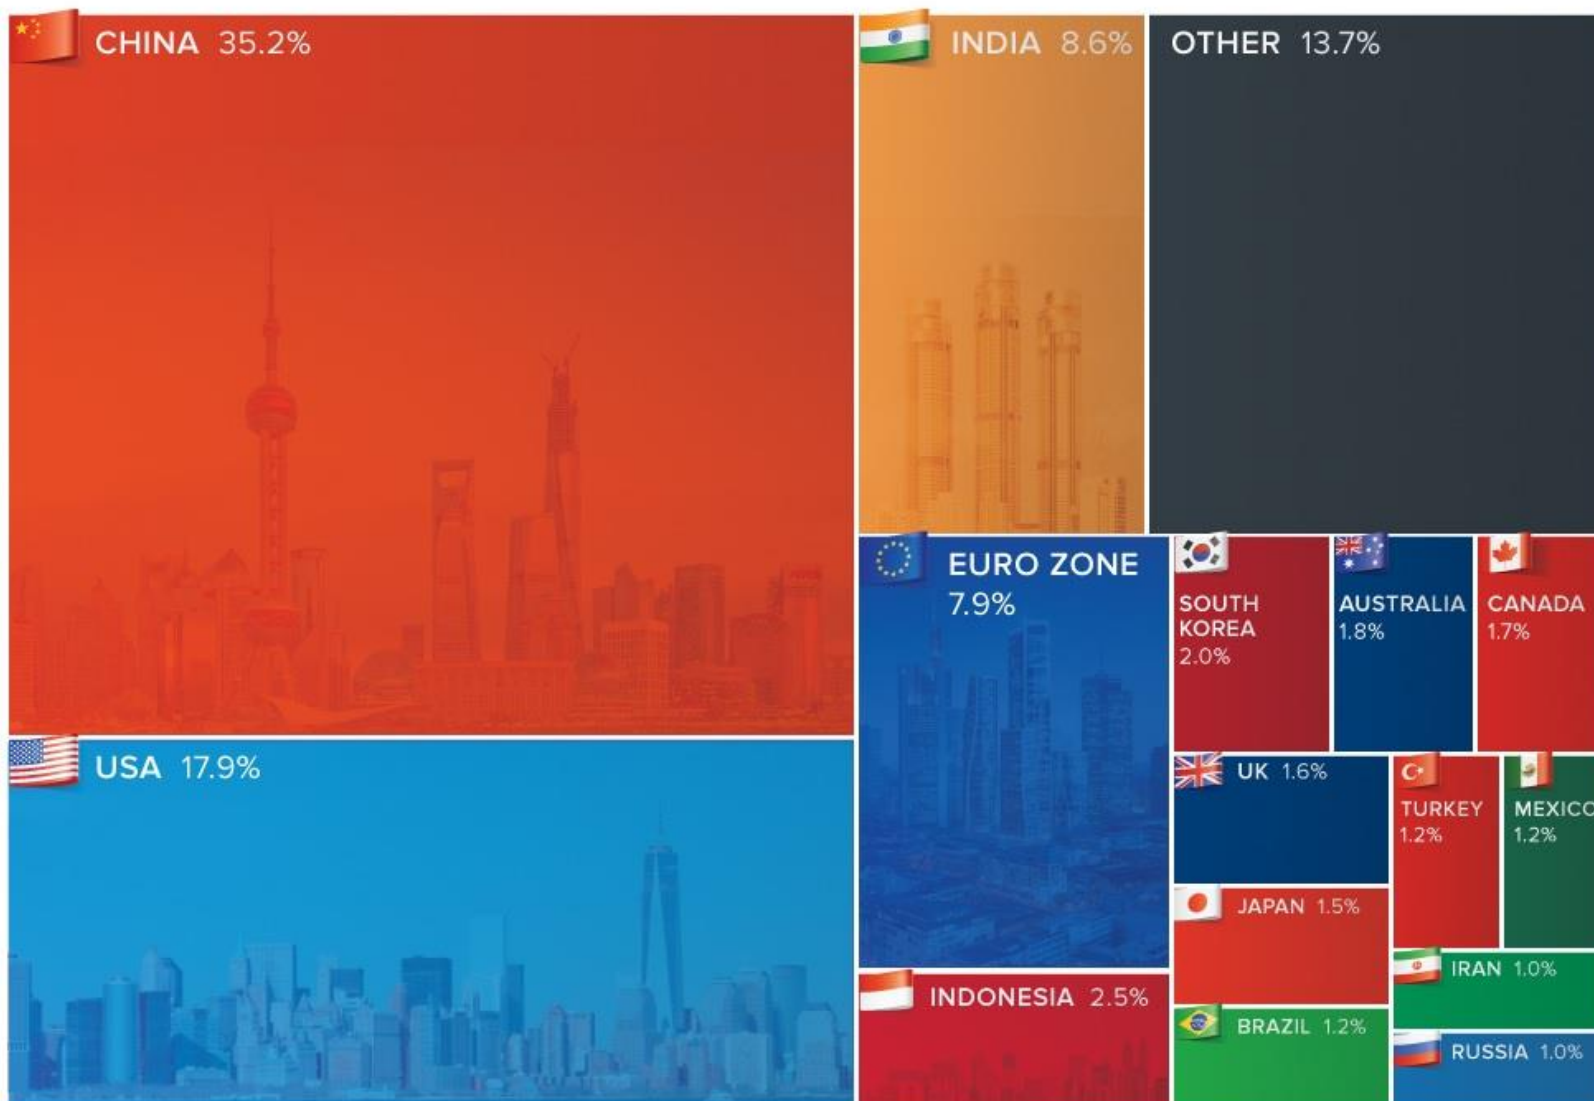 CHINA 35.2%
INDIA 8.6%
OTHER 13.7%
EURO ZONE
7.9%
SOUTH
KOREA
2.0%
AUSTRALIA
1.8%
CANADA
1.7%
USA 17.9%
UK 1.6%
TURKEY
1.2%
MEXICO
1.2%
JAPAN 1.5%
INDONESIA 2.5%
IRAN 1.0%
BRAZIL 1.2%
RUSSIA 1.0%